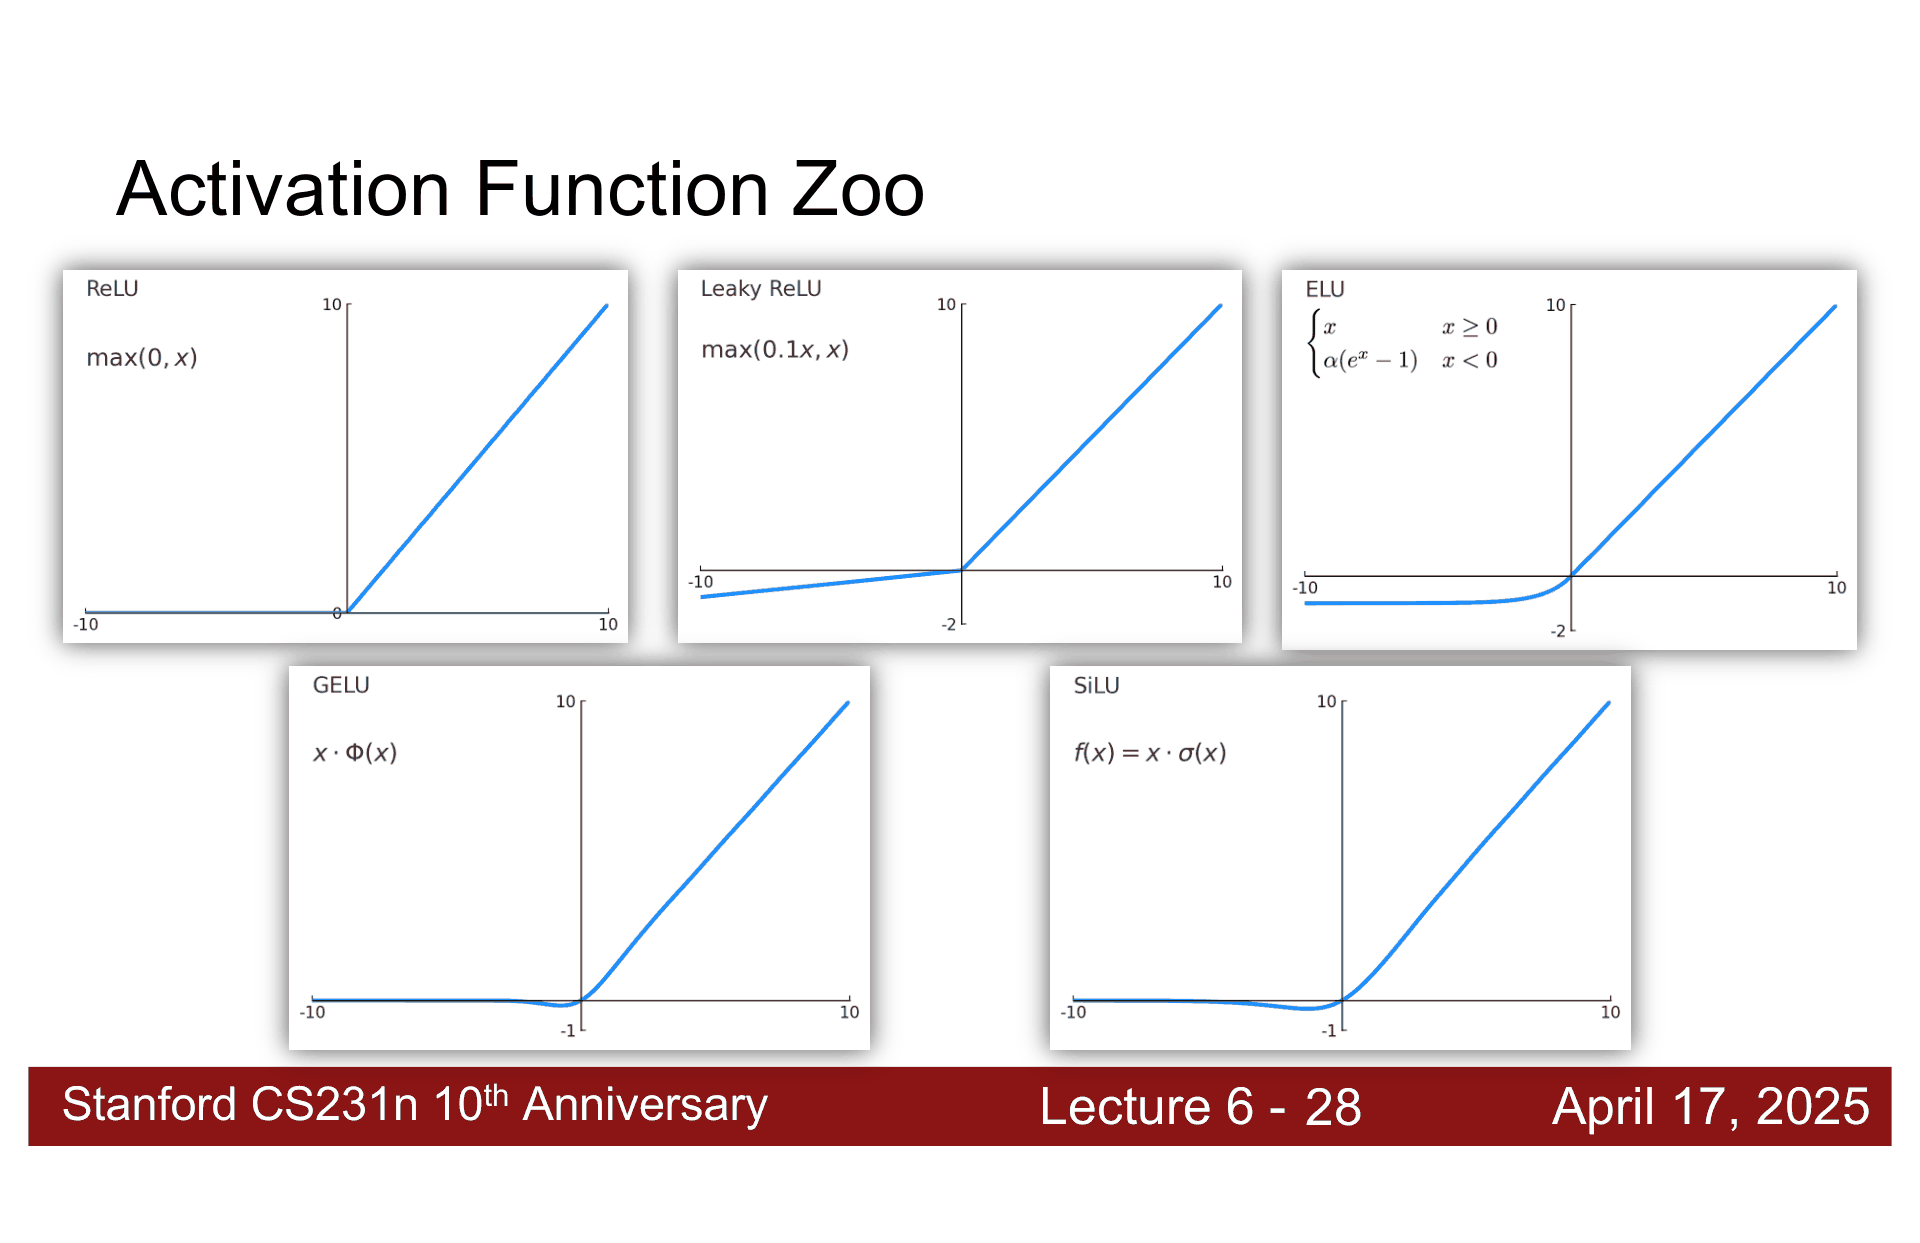 Activation Function Zoo
ReLU
max(0, x)
10
0
-10
10
Leaky ReLU
max(0.1x, x)
10
-10
10
-2
ELU
{x x ≥ 0
α(eˣ − 1) x < 0
10
-10
10
-2
GELU
x · Φ(x)
10
-10
10
-1
SiLU
f(x) = x · σ(x)
10
-10
10
-1
Stanford CS231n 10th Anniversary
Lecture 6 - 28
April 17, 2025